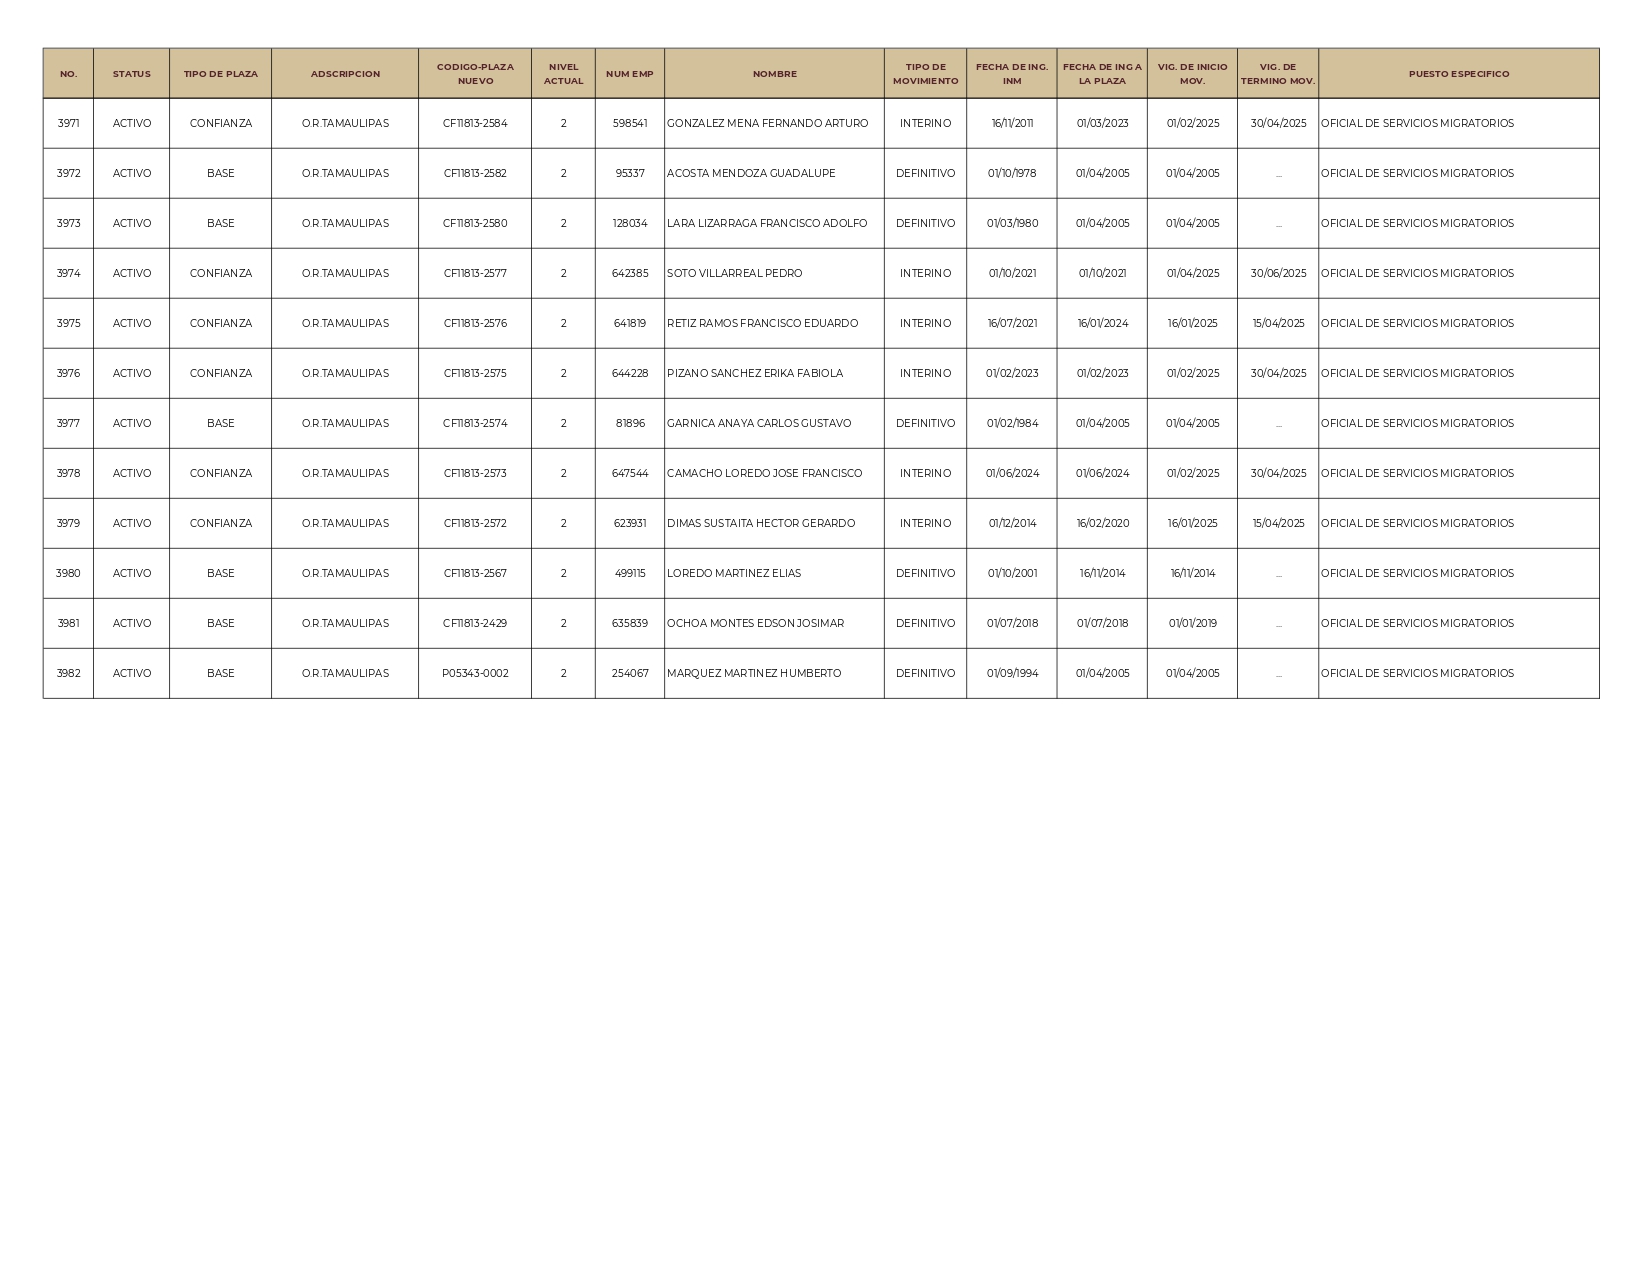 NO. STATUS TIPO DE PLAZA ADSCRIPCION CODIGO-PLAZA NUEVO NIVEL ACTUAL NUM EMP NOMBRE TIPO DE MOVIMIENTO FECHA DE ING. INM FECHA DE ING A LA PLAZA VIG. DE INICIO MOV. VIG. DE TERMINO MOV. PUESTO ESPECIFICO
3971 ACTIVO CONFIANZA O.R.TAMAULIPAS CF11813-2584 2 598541 GONZALEZ MENA FERNANDO ARTURO INTERINO 16/11/2011 01/03/2023 01/02/2025 30/04/2025 OFICIAL DE SERVICIOS MIGRATORIOS
3972 ACTIVO BASE O.R.TAMAULIPAS CF11813-2582 2 95337 ACOSTA MENDOZA GUADALUPE DEFINITIVO 01/10/1978 01/04/2005 01/04/2005 ... OFICIAL DE SERVICIOS MIGRATORIOS
3973 ACTIVO BASE O.R.TAMAULIPAS CF11813-2580 2 128034 LARA LIZARRAGA FRANCISCO ADOLFO DEFINITIVO 01/03/1980 01/04/2005 01/04/2005 ... OFICIAL DE SERVICIOS MIGRATORIOS
3974 ACTIVO CONFIANZA O.R.TAMAULIPAS CF11813-2577 2 642385 SOTO VILLARREAL PEDRO INTERINO 01/10/2021 01/10/2021 01/04/2025 30/06/2025 OFICIAL DE SERVICIOS MIGRATORIOS
3975 ACTIVO CONFIANZA O.R.TAMAULIPAS CF11813-2576 2 641819 RETIZ RAMOS FRANCISCO EDUARDO INTERINO 16/07/2021 16/01/2024 16/01/2025 15/04/2025 OFICIAL DE SERVICIOS MIGRATORIOS
3976 ACTIVO CONFIANZA O.R.TAMAULIPAS CF11813-2575 2 644228 PIZANO SANCHEZ ERIKA FABIOLA INTERINO 01/02/2023 01/02/2023 01/02/2025 30/04/2025 OFICIAL DE SERVICIOS MIGRATORIOS
3977 ACTIVO BASE O.R.TAMAULIPAS CF11813-2574 2 81896 GARNICA ANAYA CARLOS GUSTAVO DEFINITIVO 01/02/1984 01/04/2005 01/04/2005 ... OFICIAL DE SERVICIOS MIGRATORIOS
3978 ACTIVO CONFIANZA O.R.TAMAULIPAS CF11813-2573 2 647544 CAMACHO LOREDO JOSE FRANCISCO INTERINO 01/06/2024 01/06/2024 01/02/2025 30/04/2025 OFICIAL DE SERVICIOS MIGRATORIOS
3979 ACTIVO CONFIANZA O.R.TAMAULIPAS CF11813-2572 2 623931 DIMAS SUSTAITA HECTOR GERARDO INTERINO 01/12/2014 16/02/2020 16/01/2025 15/04/2025 OFICIAL DE SERVICIOS MIGRATORIOS
3980 ACTIVO BASE O.R.TAMAULIPAS CF11813-2567 2 499115 LOREDO MARTINEZ ELIAS DEFINITIVO 01/10/2001 16/11/2014 16/11/2014 ... OFICIAL DE SERVICIOS MIGRATORIOS
3981 ACTIVO BASE O.R.TAMAULIPAS CF11813-2429 2 635839 OCHOA MONTES EDSON JOSIMAR DEFINITIVO 01/07/2018 01/07/2018 01/01/2019 ... OFICIAL DE SERVICIOS MIGRATORIOS
3982 ACTIVO BASE O.R.TAMAULIPAS P05343-0002 2 254067 MARQUEZ MARTINEZ HUMBERTO DEFINITIVO 01/09/1994 01/04/2005 01/04/2005 ... OFICIAL DE SERVICIOS MIGRATORIOS